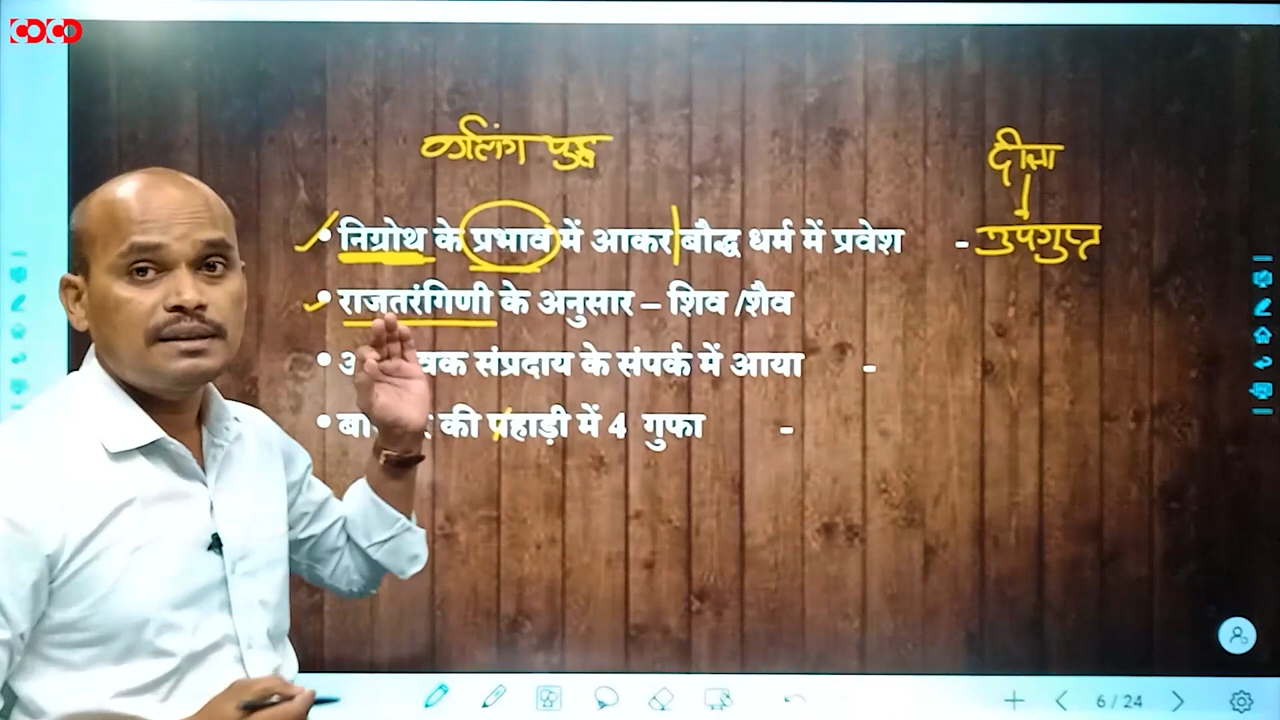 कलिंग युद्ध
दीक्षा
• निग्रोथ के प्रभाव में आकर बौद्ध धर्म में प्रवेश - उपगुप्त
• राजतरंगिणी के अनुसार – शिव /शैव
• संप्रदाय के संपर्क में आया -
• की पहाड़ी में 4 गुफा -
6 / 24